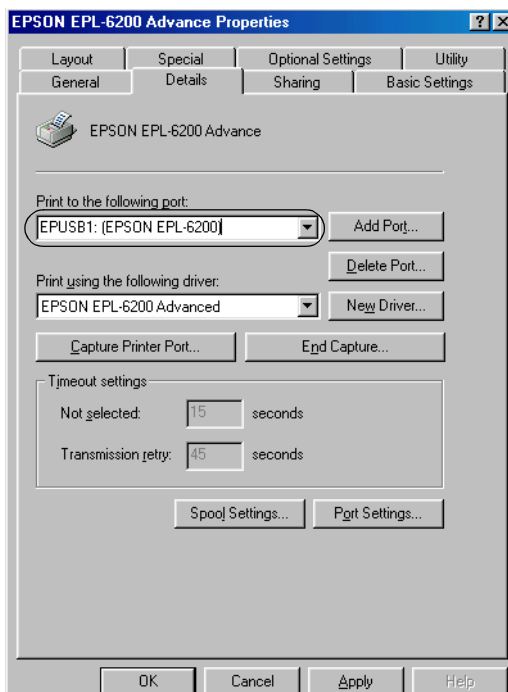 EPSON EPL-6200 Advance Properties
Layout Special Optional Settings Utility
General Details Sharing Basic Settings
EPSON EPL-6200 Advance
Print to the following port:
EPUSB1: (EPSON EPL-6200)
Add Port...
Delete Port...
Print using the following driver:
EPSON EPL-6200 Advanced
New Driver...
Capture Printer Port... End Capture...
Timeout settings
Not selected: 15 seconds
Transmission retry: 45 seconds
Spool Settings... Port Settings...
OK Cancel Apply Help